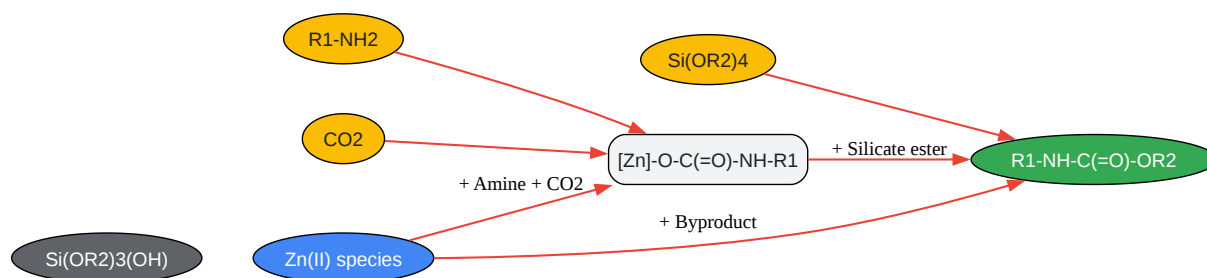 R1-NH2
Si(OR2)4
CO2
[Zn]-O-C(=O)-NH-R1
+ Silicate ester
R1-NH-C(=O)-OR2
+ Amine + CO2
+ Byproduct
Si(OR2)3(OH)
Zn(II) species